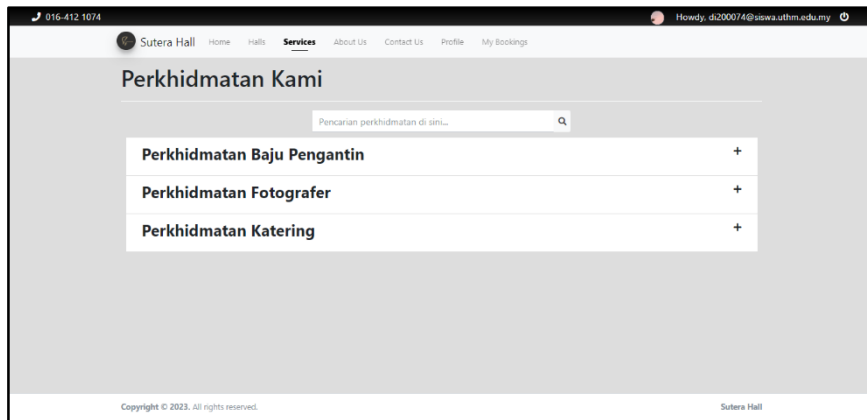 016-412 1074
Howdy, di200074@siswa.uthm.edu.my
Sutera Hall Home Halls Services About Us Contact Us Profile My Bookings
Perkhidmatan Kami
Pencarian perkhidmatan di sini...
Perkhidmatan Baju Pengantin +
Perkhidmatan Fotografer +
Perkhidmatan Katering +
Copyright © 2023. All rights reserved.
Sutera Hall